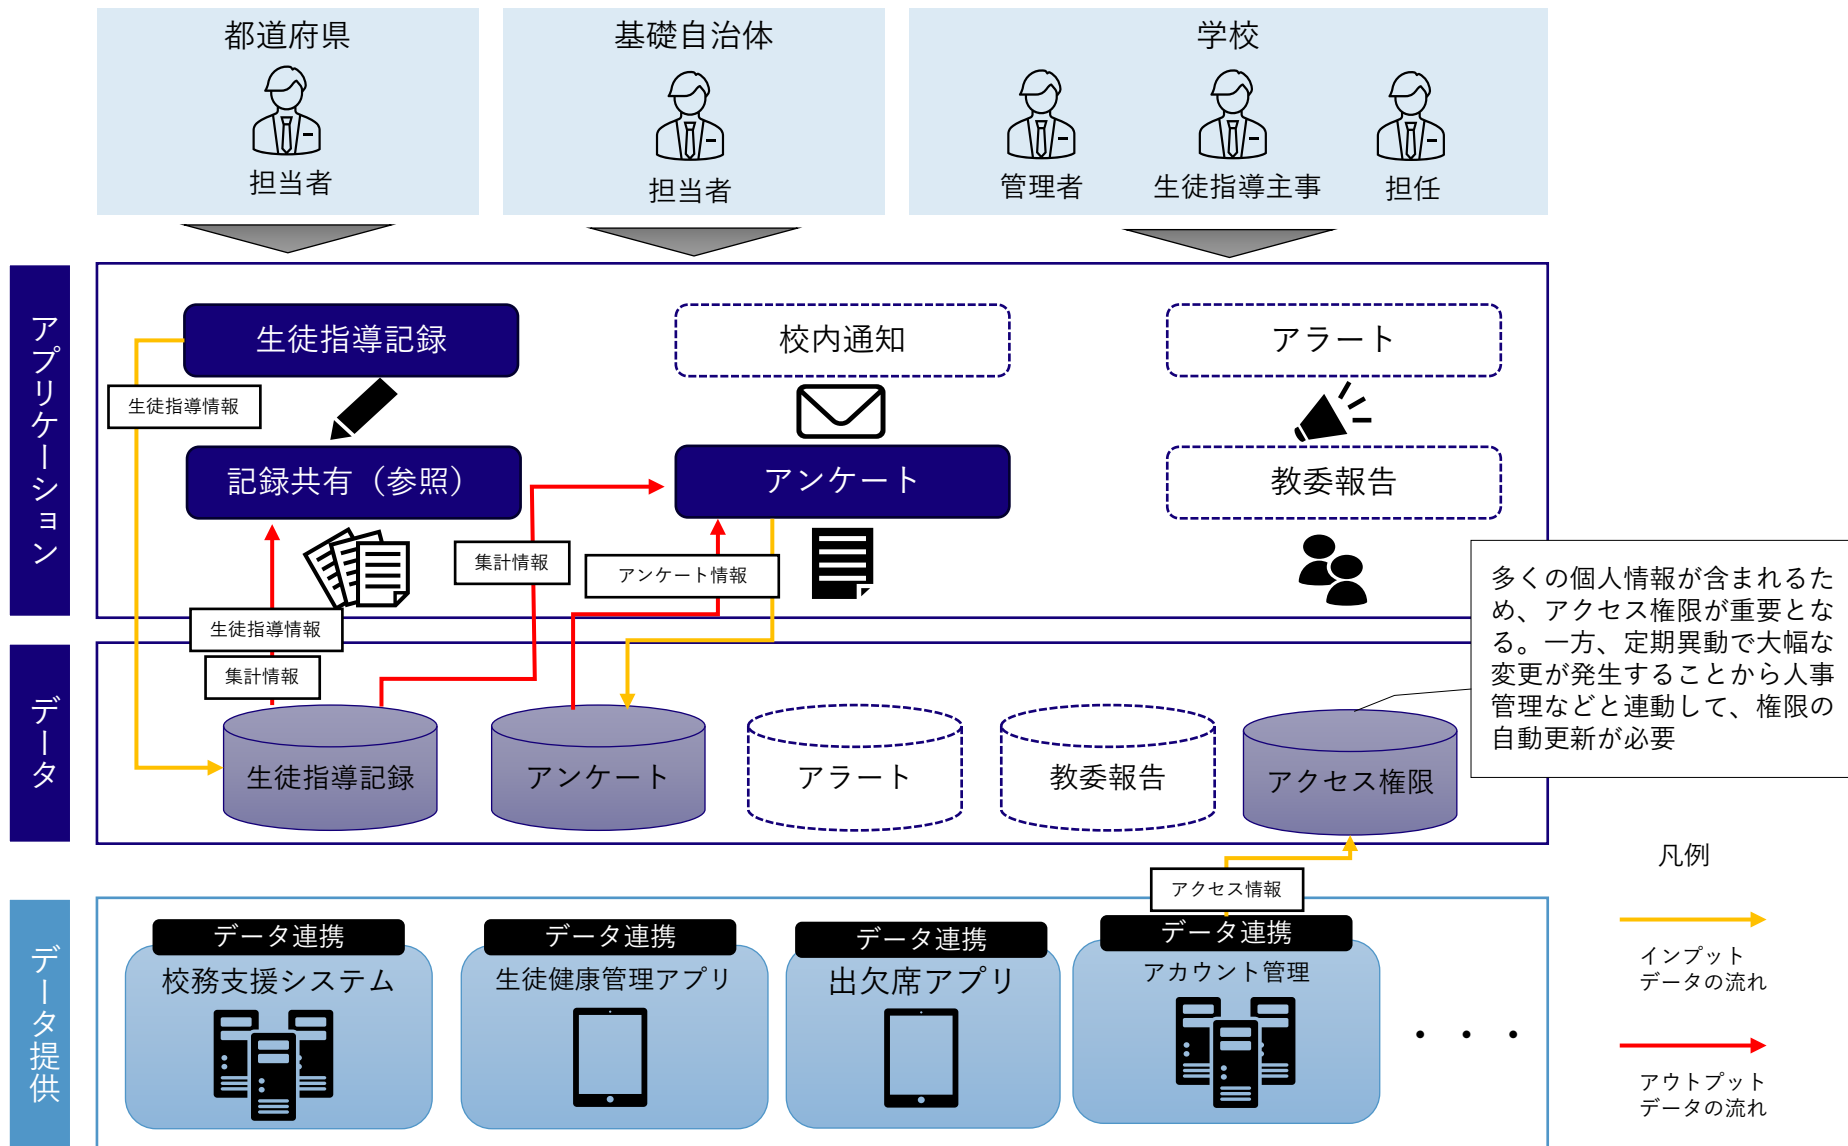 都道府県
担当者
基礎自治体
担当者
学校
管理者
生徒指導主事
担任
アプリケーション
生徒指導記録
校内通知
アラート
生徒指導情報
記録共有（参照）
アンケート
教委報告
集計情報
アンケート情報
生徒指導情報
集計情報
多くの個人情報が含まれるた
め、アクセス権限が重要とな
る。一方、定期異動で大幅な
変更が発生することから人事
管理などと連動して、権限の
自動更新が必要
データ
生徒指導記録
アンケート
アラート
教委報告
アクセス権限
アクセス情報
データ提供
データ連携
校務支援システム
データ連携
生徒健康管理アプリ
データ連携
出欠席アプリ
データ連携
アカウント管理
・・・
凡例
インプット
データの流れ
アウトプット
データの流れ